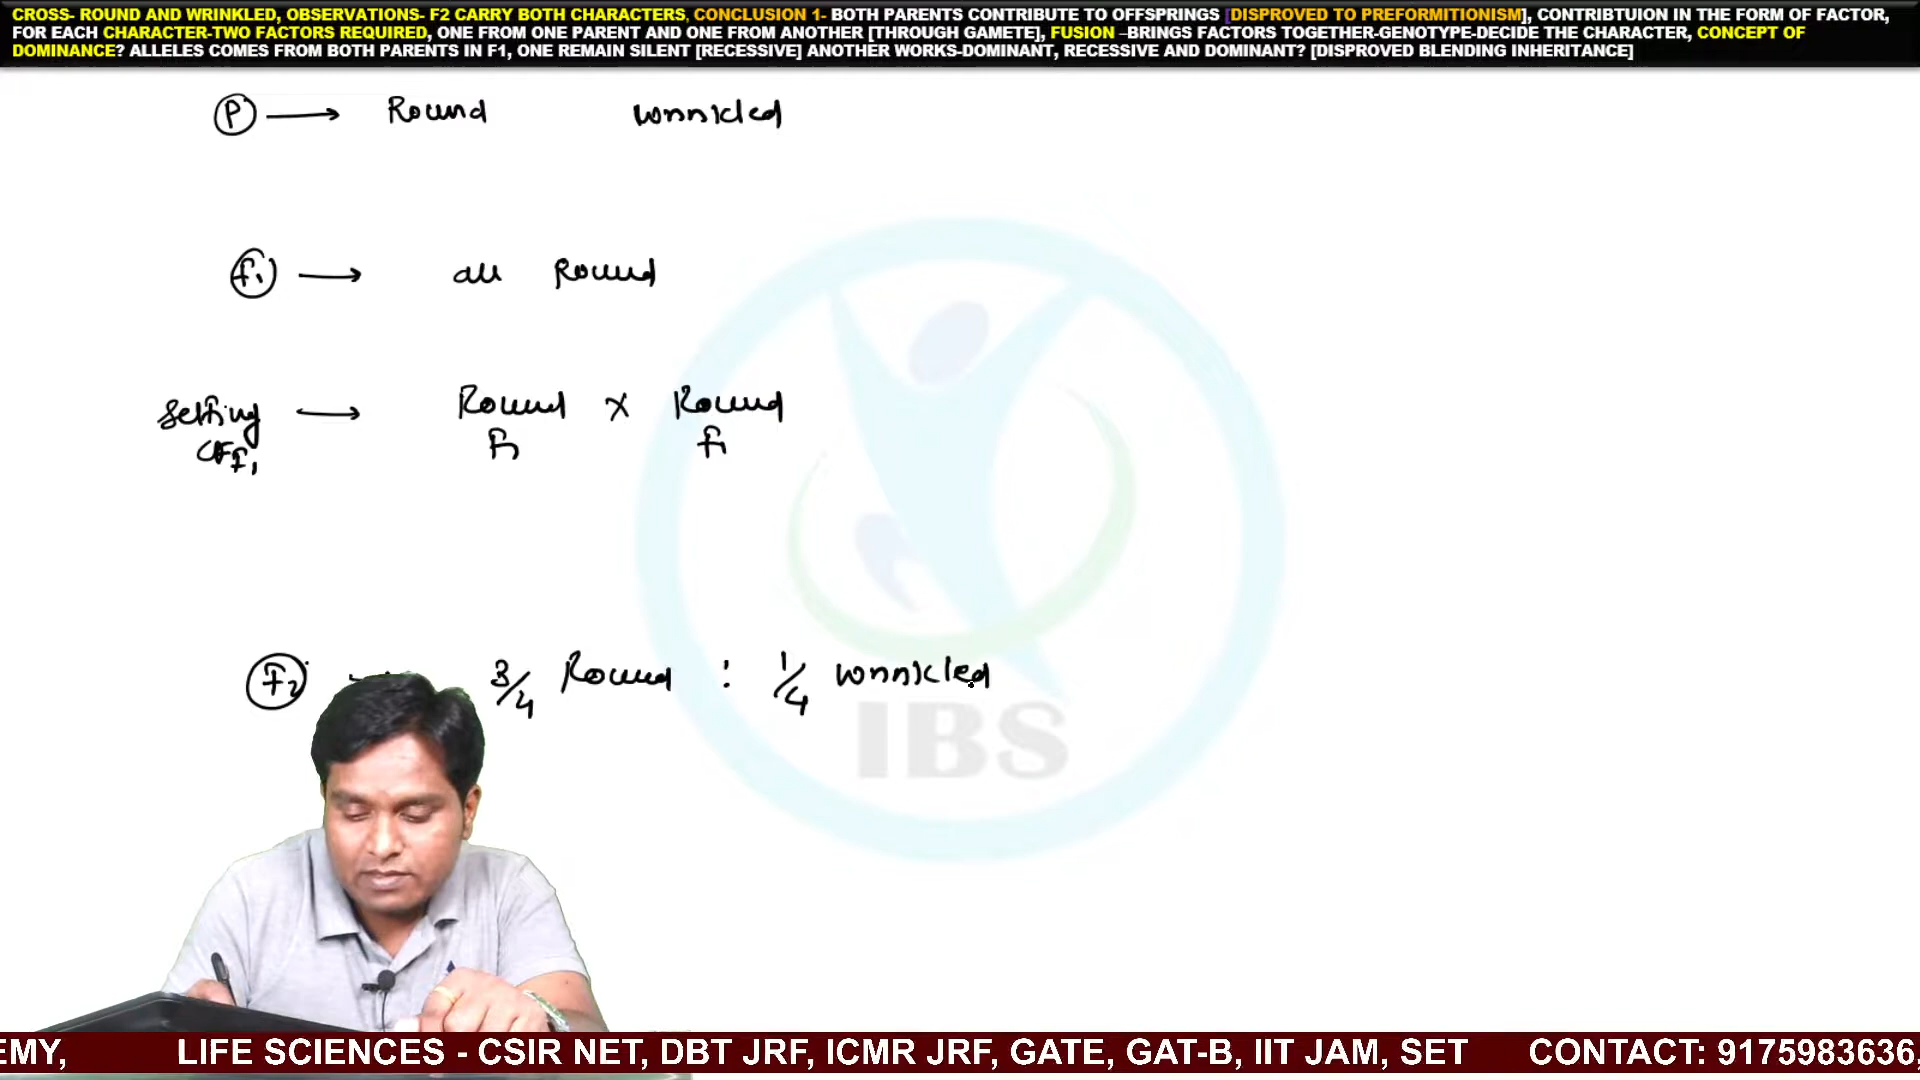 CROSS- ROUND AND WRINKLED, OBSERVATIONS- F2 CARRY BOTH CHARACTERS, CONCLUSION 1- BOTH PARENTS CONTRIBUTE TO OFFSPRINGS [DISPROVED TO PREFORMITIONISM], CONTRIBTUION IN THE FORM OF FACTOR,
FOR EACH CHARACTER-TWO FACTORS REQUIRED, ONE FROM ONE PARENT AND ONE FROM ANOTHER [THROUGH GAMETE], FUSION –BRINGS FACTORS TOGETHER-GENOTYPE-DECIDE THE CHARACTER, CONCEPT OF
DOMINANCE? ALLELES COMES FROM BOTH PARENTS IN F1, ONE REMAIN SILENT [RECESSIVE] ANOTHER WORKS-DOMINANT, RECESSIVE AND DOMINANT? [DISPROVED BLENDING INHERITANCE]
P → Round wrinkled
F1 → all Round
Selfing → Round x Round
of F1 F1 F1
F2 3/4 Round : 1/4 wrinkled
IBS
EMY, LIFE SCIENCES - CSIR NET, DBT JRF, ICMR JRF, GATE, GAT-B, IIT JAM, SET CONTACT: 9175983636,